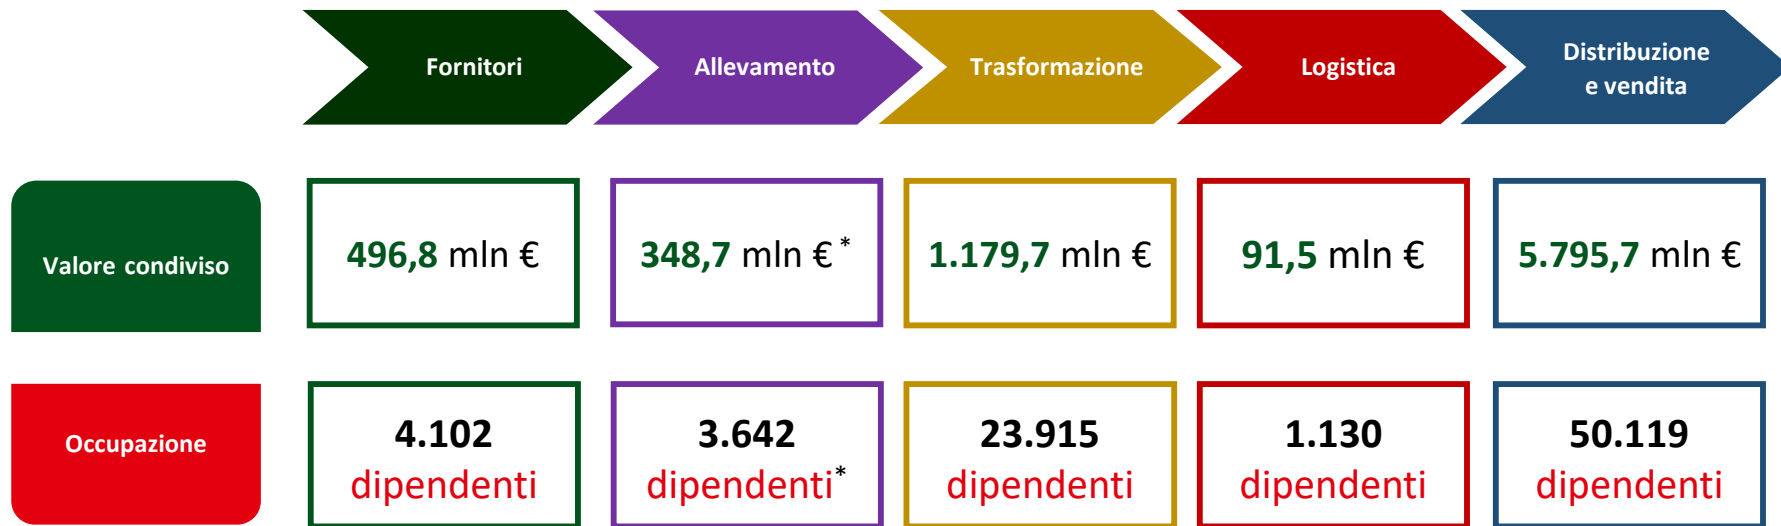 Fornitori
Allevamento
Trasformazione
Logistica
Distribuzione
e vendita
Valore condiviso
496,8 mln €
348,7 mln € *
1.179,7 mln €
91,5 mln €
5.795,7 mln €
Occupazione
4.102
dipendenti
3.642
dipendenti*
23.915
dipendenti
1.130
dipendenti
50.119
dipendenti